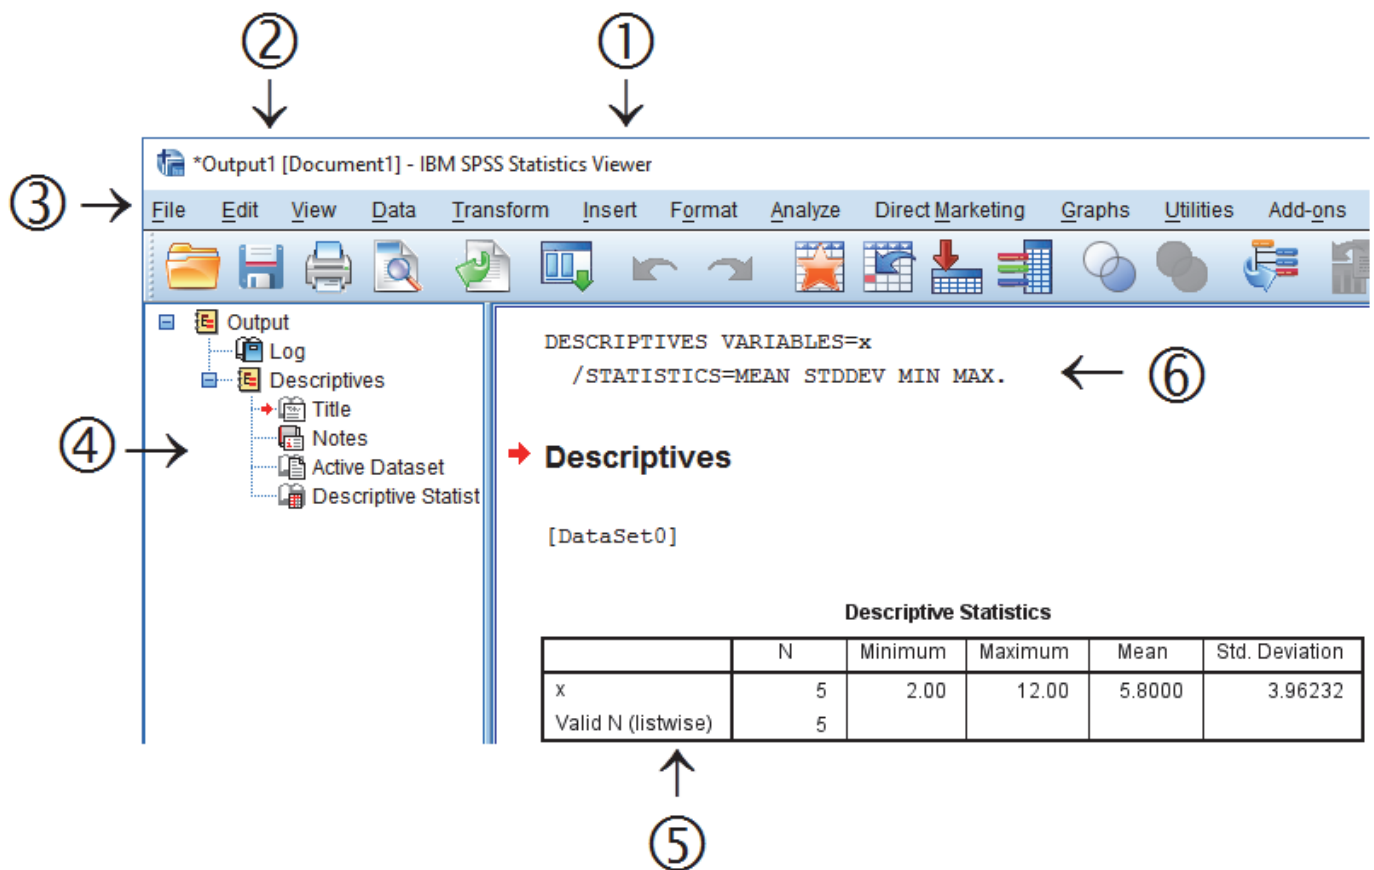 ② ①
*Output1 [Document1] - IBM SPSS Statistics Viewer
③ File Edit View Data Transform Insert Format Analyze Direct Marketing Graphs Utilities Add-ons
Output
Log
Descriptives
Title
Notes
Active Dataset
Descriptive Statist
④
DESCRIPTIVES VARIABLES=x
/STATISTICS=MEAN STDDEV MIN MAX.
⑥
Descriptives
[DataSet0]
Descriptive Statistics
N Minimum Maximum Mean Std. Deviation
x 5 2.00 12.00 5.8000 3.96232
Valid N (listwise) 5
⑤